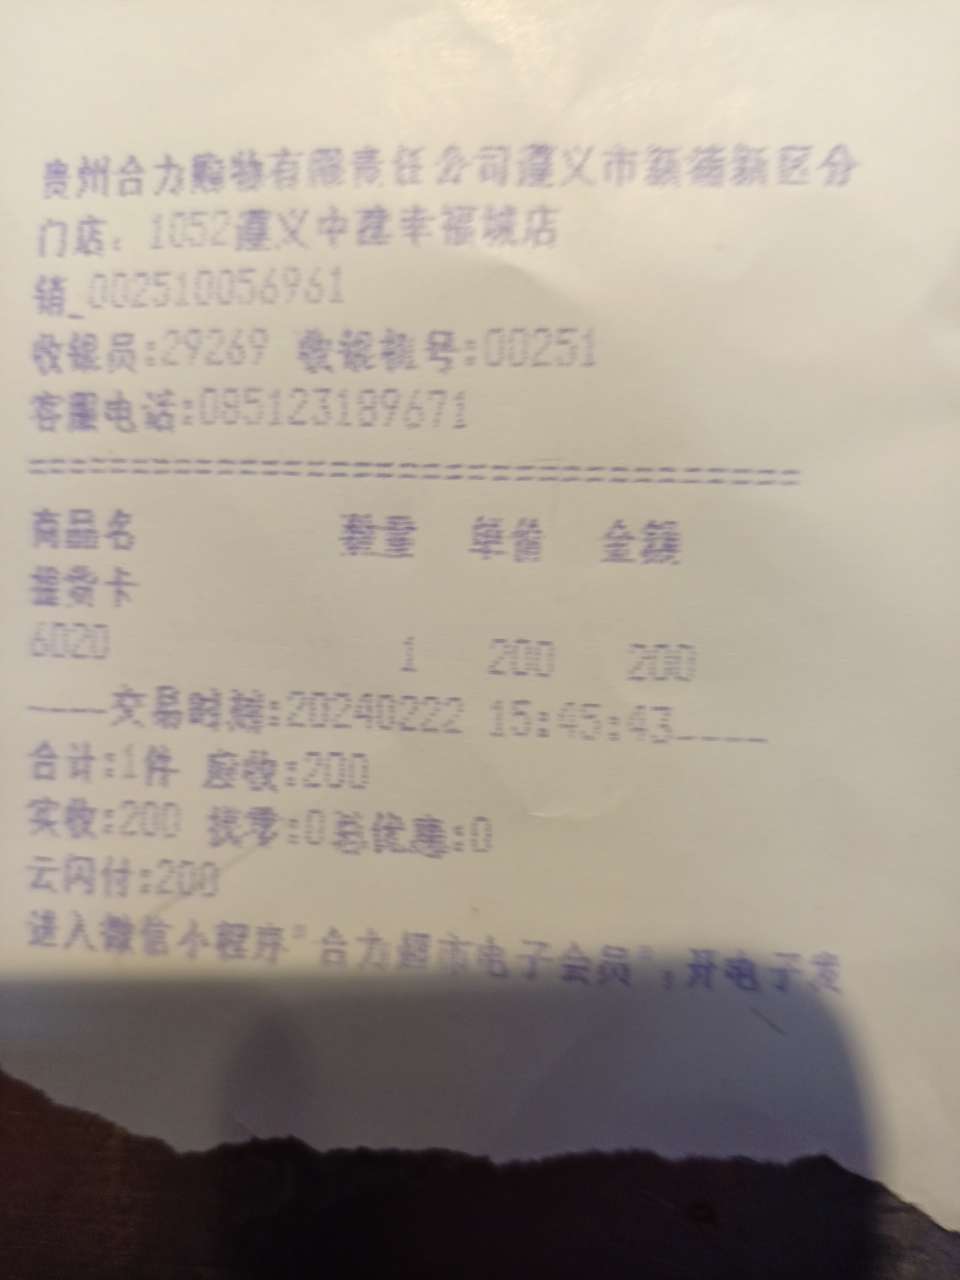 贵州合力购物有限责任公司遵义市新蒲新区分
门店：1052遵义中建幸福城店
销_002510056961
收银员:29269 收银机号:00251
客服电话:085123189671
================================
商品名 数量 单价 金额
提货卡
6020 1 200 200
----交易时刻:20240222 15:45:43----
合计:1件 应收:200
实收:200 找零:0总优惠:0
云闪付:200
进入微信小程序"合力超市电子会员",开电子发